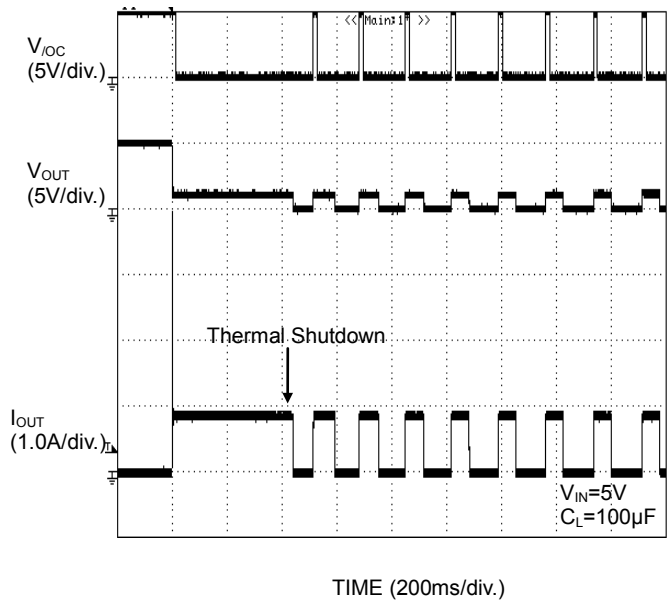 << Main:1 >>
V/OC
(5V/div.)
VOUT
(5V/div.)
Thermal Shutdown
IOUT
(1.0A/div.)
VIN=5V
CL=100μF
TIME (200ms/div.)